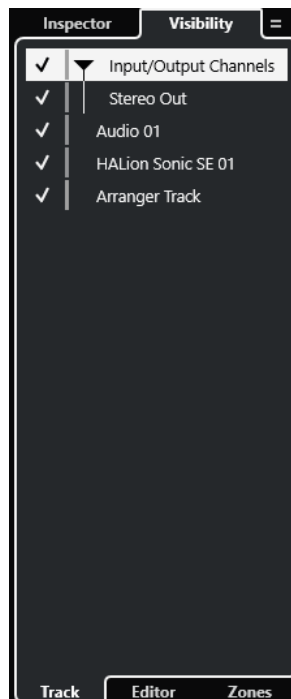 Inspector Visibility
Input/Output Channels
Stereo Out
Audio 01
HALion Sonic SE 01
Arranger Track
Track Editor Zones